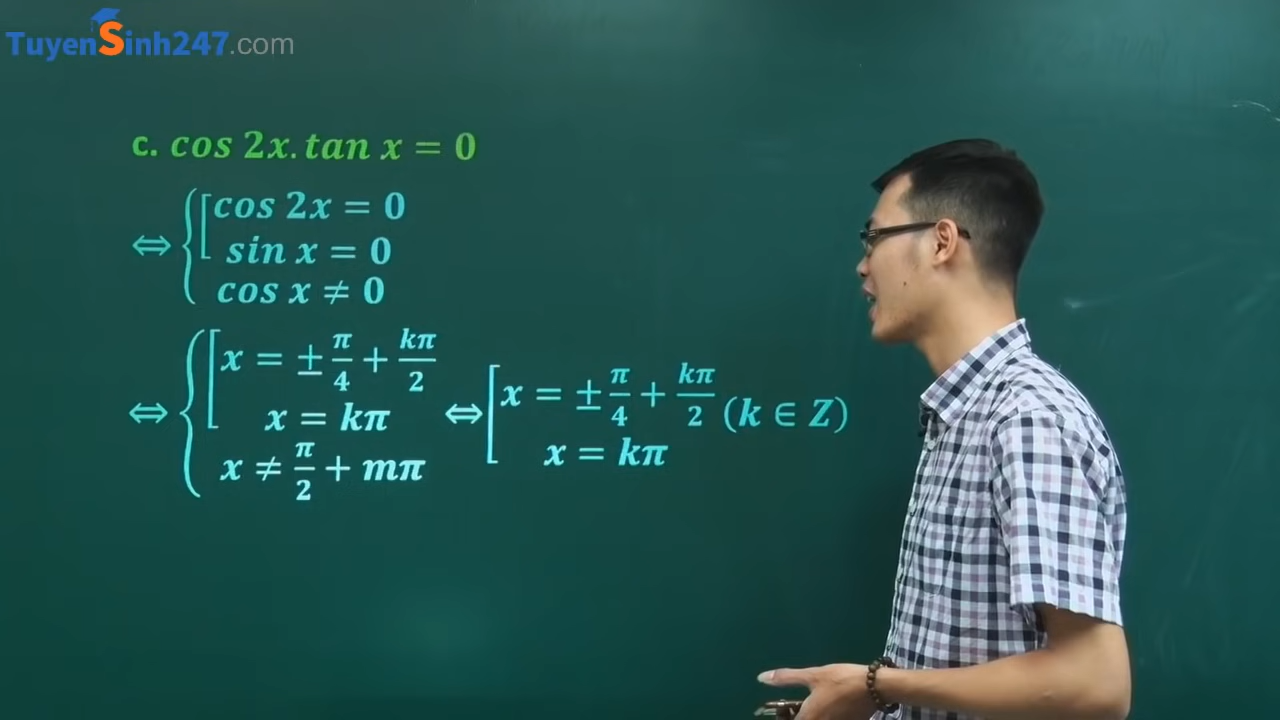 TuyenSinh247.com
c. cos 2x. tan x = 0
⇔ { [ cos 2x = 0
sin x = 0
cos x ≠ 0
⇔ { [ x = ± π/4 + kπ/2
x = kπ
x ≠ π/2 + mπ
⇔ [ x = ± π/4 + kπ/2
x = kπ
(k ∈ Z)